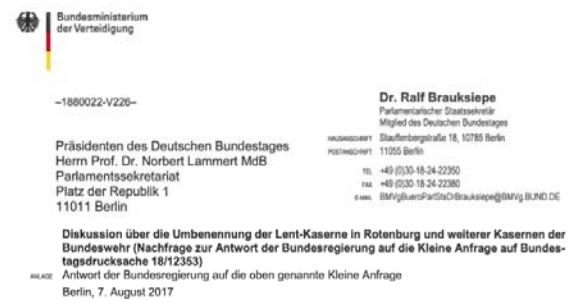 Bundesministerium
der Verteidigung
–1880022-V226–
Dr. Ralf Brauksiepe
Parlamentarischer Staatssekretär
Mitglied des Deutschen Bundestages
HAUSANSCHRIFT Stauffenbergstraße 18, 10785 Berlin
POSTANSCHRIFT 11055 Berlin
TEL +49 (0)30-18-24-22350
FAX +49 (0)30-18-24-22380
E-MAIL BMVgBueroParlStsDrBrauksiepe@BMVg.BUND.DE
Präsidenten des Deutschen Bundestages
Herrn Prof. Dr. Norbert Lammert MdB
Parlamentssekretariat
Platz der Republik 1
11011 Berlin
Diskussion über die Umbenennung der Lent-Kaserne in Rotenburg und weiterer Kasernen der
Bundeswehr (Nachfrage zur Antwort der Bundesregierung auf die Kleine Anfrage auf Bundes-
tagsdrucksache 18/12353)
ANLAGE Antwort der Bundesregierung auf die oben genannte Kleine Anfrage
Berlin, 7. August 2017